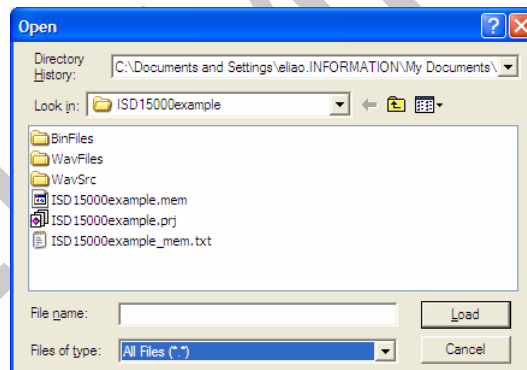 Open
Directory
History:
C:\Documents and Settings\eliao.INFORMATION\My Documents\
Look in:
ISD15000example
BinFiles
WavFiles
WavSrc
ISD15000example.mem
ISD15000example.prj
ISD15000example_mem.txt
File name:
Load
Files of type:
All Files (*.*)
Cancel